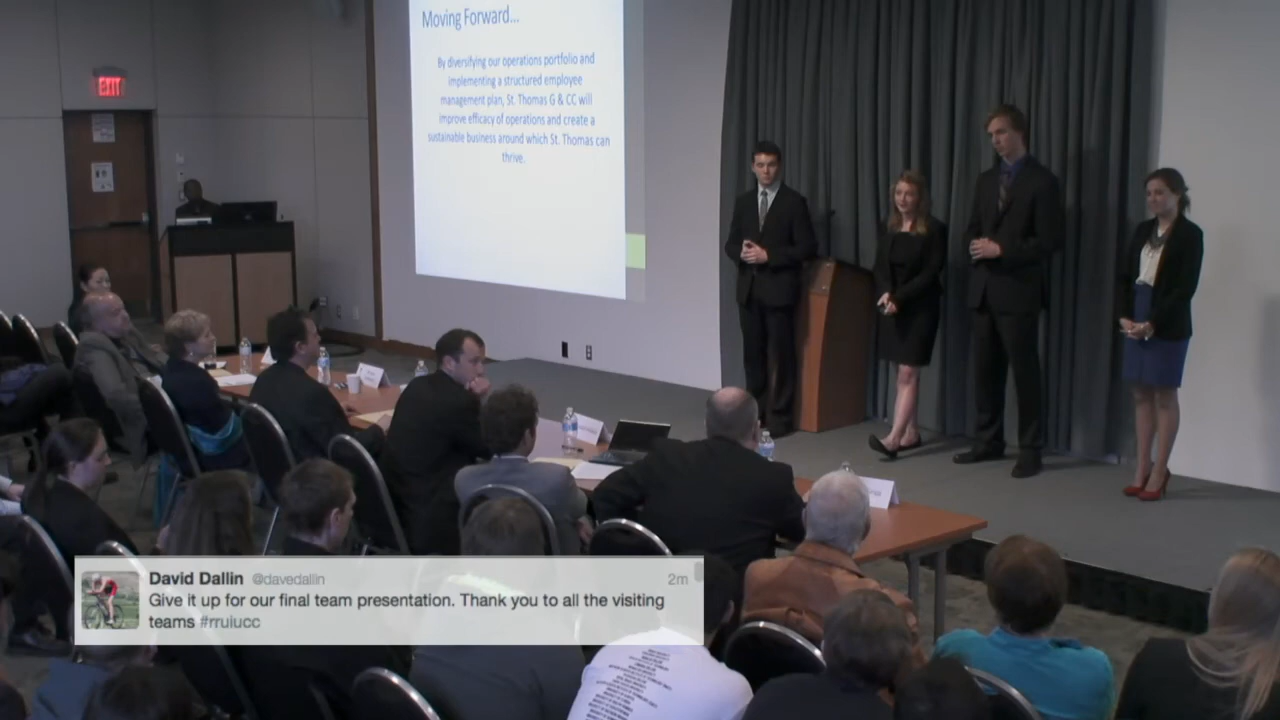 Moving Forward...
By diversifying our operations portfolio and
implementing a structured employee
management plan, St. Thomas G & CC will
improve efficacy of operations and create a
sustainable business around which St. Thomas can
thrive.
EXIT
David Dallin @davedallin 2m
Give it up for our final team presentation. Thank you to all the visiting
teams #rruiucc